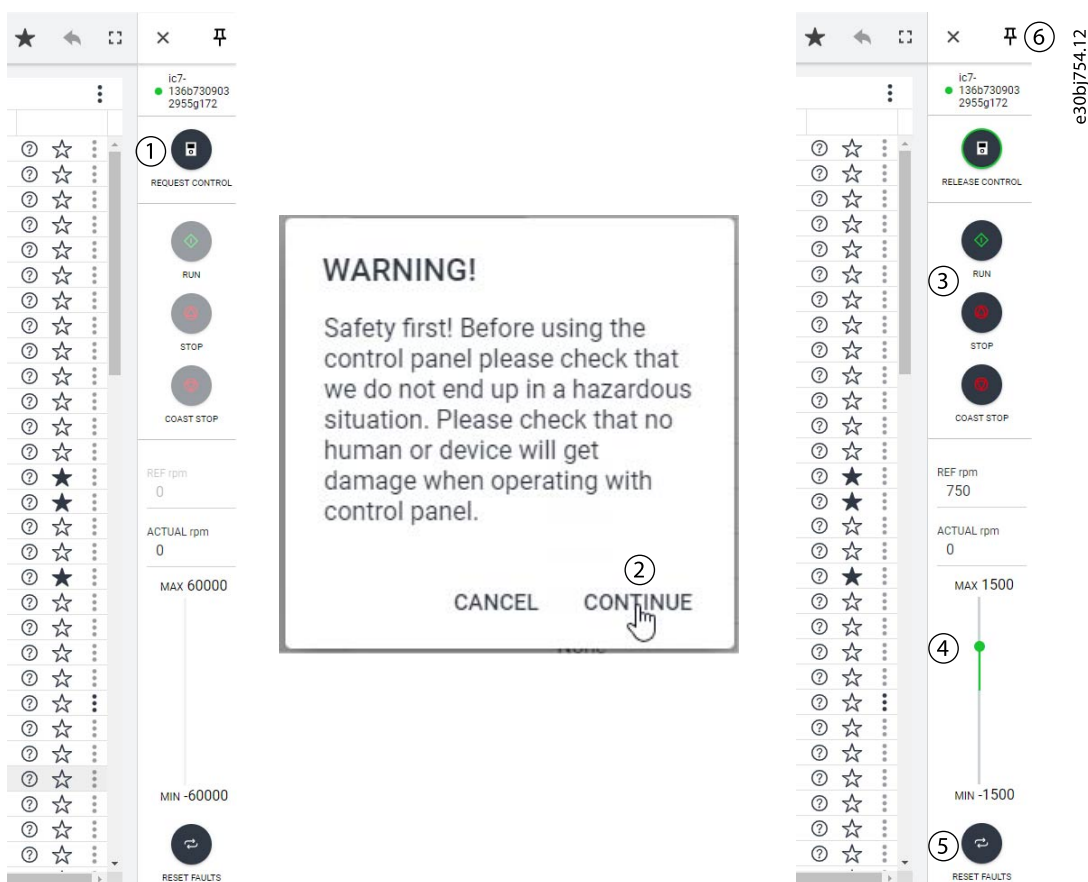 ic7-
136b730903
2955g172
1
REQUEST CONTROL
RUN
STOP
COAST STOP
REF rpm
0
ACTUAL rpm
0
MAX 60000
MIN -60000
RESET FAULTS
WARNING!
Safety first! Before using the
control panel please check that
we do not end up in a hazardous
situation. Please check that no
human or device will get
damage when operating with
control panel.
2
CANCEL CONTINUE
6
ic7-
136b730903
2955g172
RELEASE CONTROL
RUN
3
STOP
COAST STOP
REF rpm
750
ACTUAL rpm
0
MAX 1500
4
MIN -1500
5
RESET FAULTS
e30bj754.12